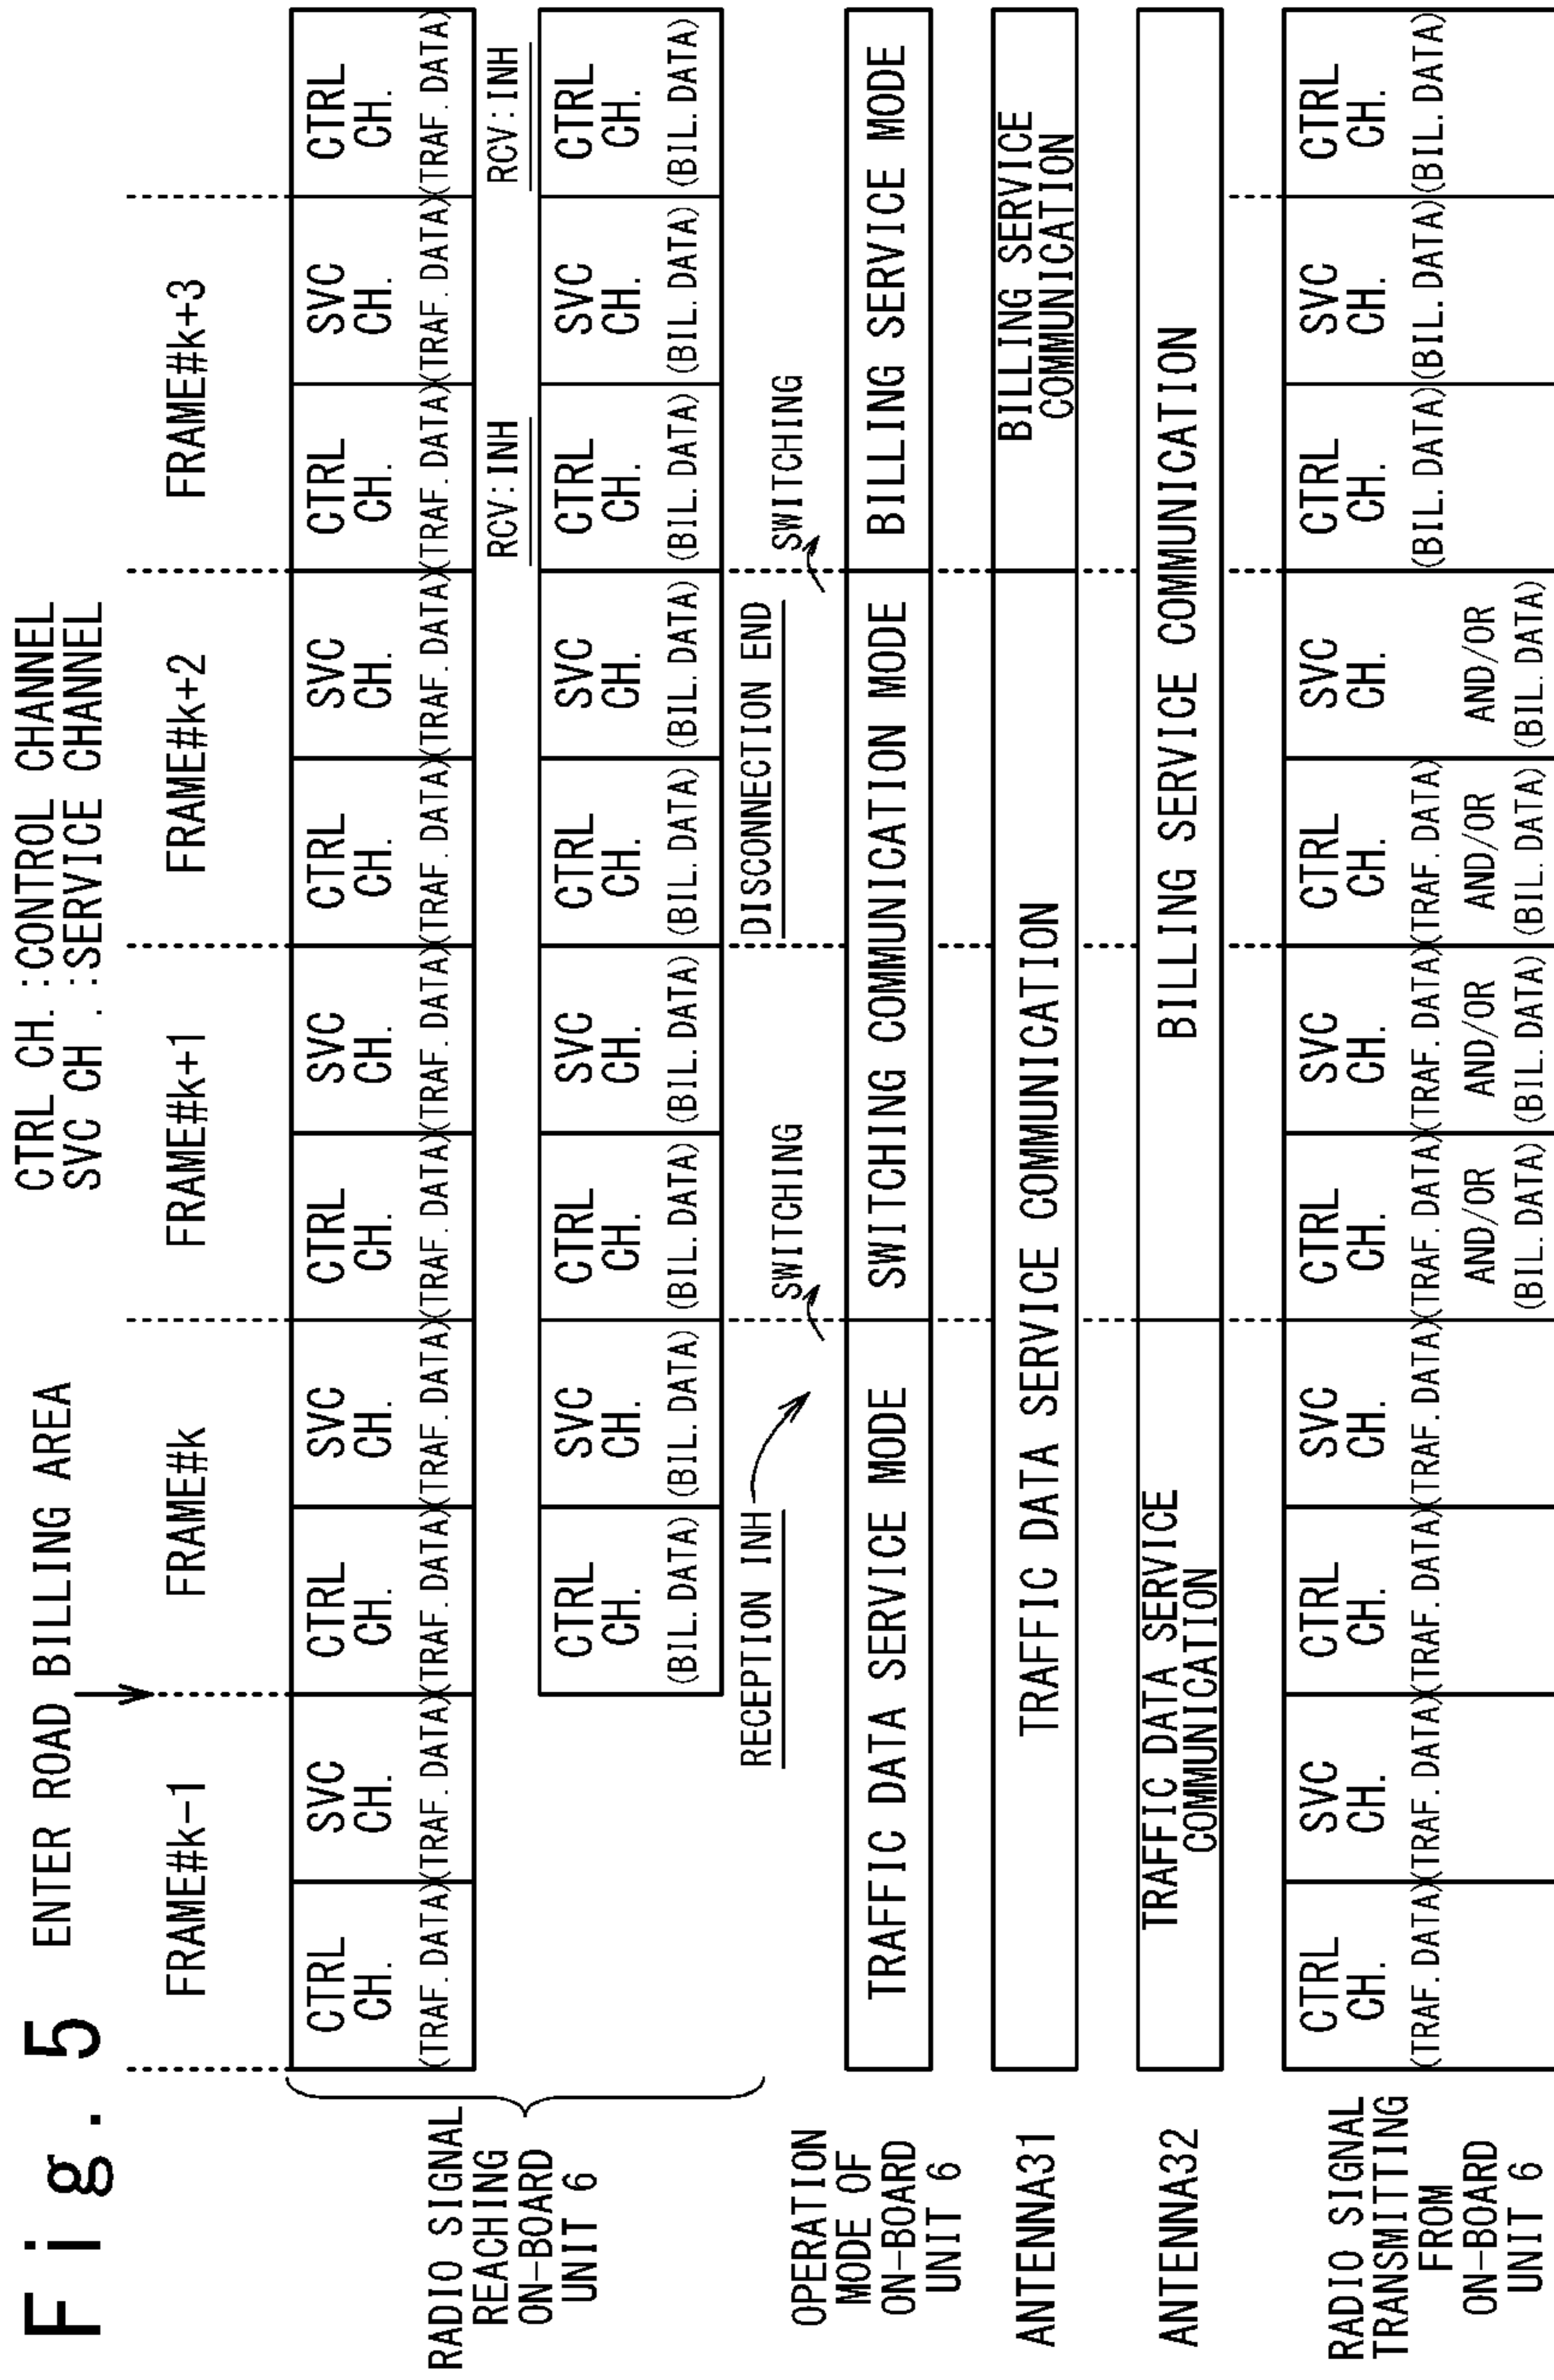 Fig. 5
CTRL CH. :CONTROL CHANNEL
SVC CH. :SERVICE CHANNEL
ENTER ROAD BILLING AREA
FRAME#k-1 FRAME#k FRAME#k+1 FRAME#k+2 FRAME#k+3
RADIO SIGNAL
REACHING
ON-BOARD
UNIT 6
CTRL SVC CTRL SVC CTRL SVC CTRL SVC CTRL SVC CTRL
CH. CH. CH. CH. CH. CH. CH. CH. CH. CH. CH.
(TRAF.DATA) (TRAF.DATA) (TRAF.DATA) (TRAF.DATA) (TRAF.DATA) (TRAF.DATA) (TRAF.DATA) (TRAF.DATA) (TRAF.DATA) (TRAF.DATA) (TRAF.DATA)
RCV:INH RCV:INH
CTRL SVC CTRL SVC CTRL SVC CTRL SVC CTRL
CH. CH. CH. CH. CH. CH. CH. CH. CH.
(BIL.DATA) (BIL.DATA) (BIL.DATA) (BIL.DATA) (BIL.DATA) (BIL.DATA) (BIL.DATA) (BIL.DATA) (BIL.DATA)
RECEPTION INH DISCONNECTION END
SWITCHING SWITCHING
OPERATION
MODE OF
ON-BOARD
UNIT 6
TRAFFIC DATA SERVICE MODE SWITCHING COMMUNICATION MODE BILLING SERVICE MODE
ANTENNA31
TRAFFIC DATA SERVICE COMMUNICATION
BILLING SERVICE
COMMUNICATION
ANTENNA32
TRAFFIC DATA SERVICE
COMMUNICATION
BILLING SERVICE COMMUNICATION
RADIO SIGNAL
TRANSMITTING
FROM
ON-BOARD
UNIT 6
CTRL SVC CTRL SVC CTRL SVC CTRL SVC CTRL SVC CTRL
CH. CH. CH. CH. CH. CH. CH. CH. CH. CH. CH.
(TRAF.DATA) (TRAF.DATA) (TRAF.DATA) (TRAF.DATA) (TRAF.DATA) (TRAF.DATA) (TRAF.DATA) (BIL.DATA) (BIL.DATA) (BIL.DATA)
AND/OR AND/OR AND/OR AND/OR
(BIL.DATA) (BIL.DATA) (BIL.DATA) (BIL.DATA)